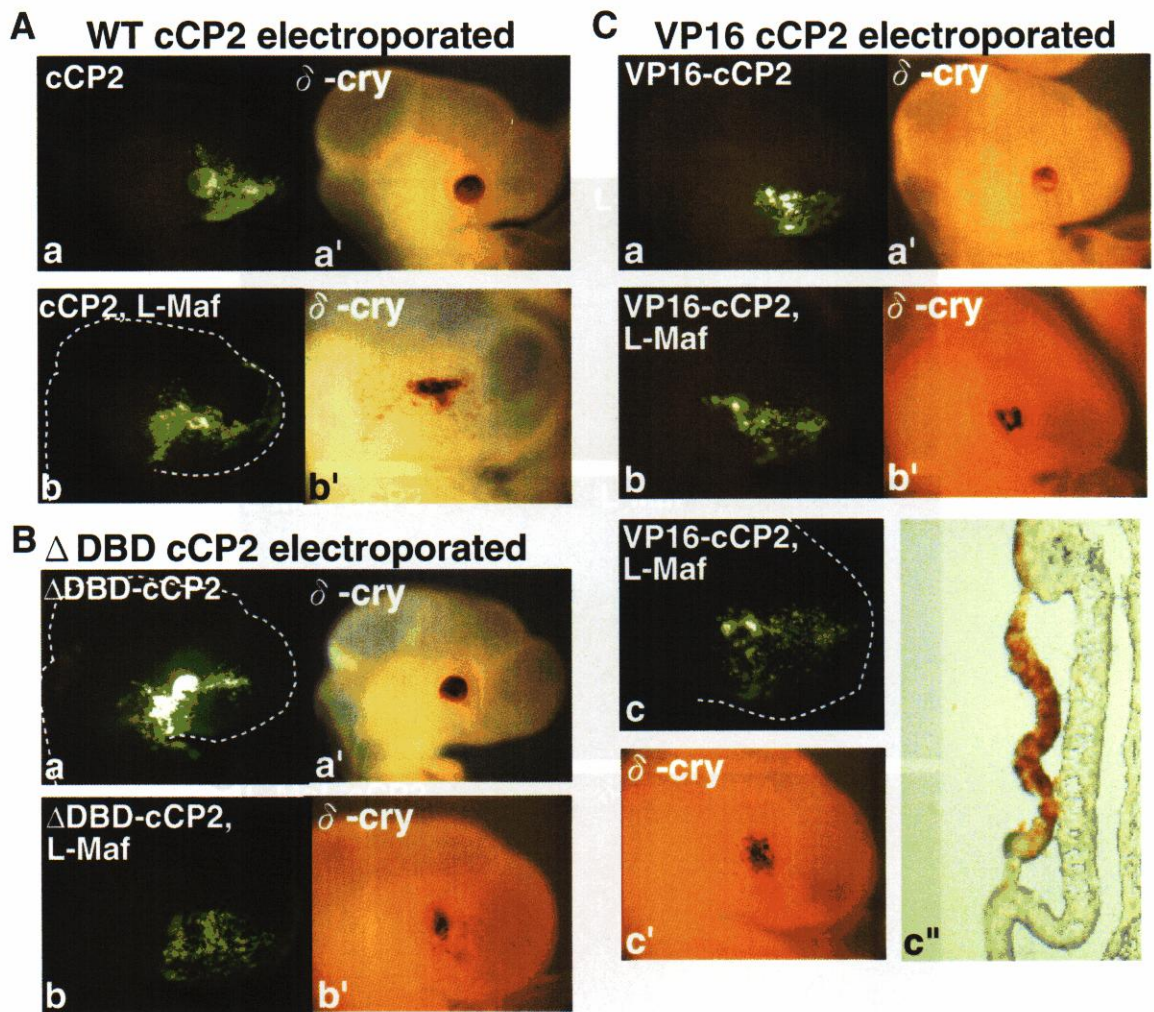 A WT cCP2 electroporated
cCP2
δ -cry
a
a'
cCP2, L-Maf
δ -cry
b
b'
B Δ DBD cCP2 electroporated
ΔDBD-cCP2
δ -cry
a
a'
ΔDBD-cCP2,
L-Maf
δ -cry
b
b'
C VP16 cCP2 electroporated
VP16-cCP2
δ -cry
a
a'
VP16-cCP2,
L-Maf
δ -cry
b
b'
VP16-cCP2,
L-Maf
c
δ -cry
c'
c"